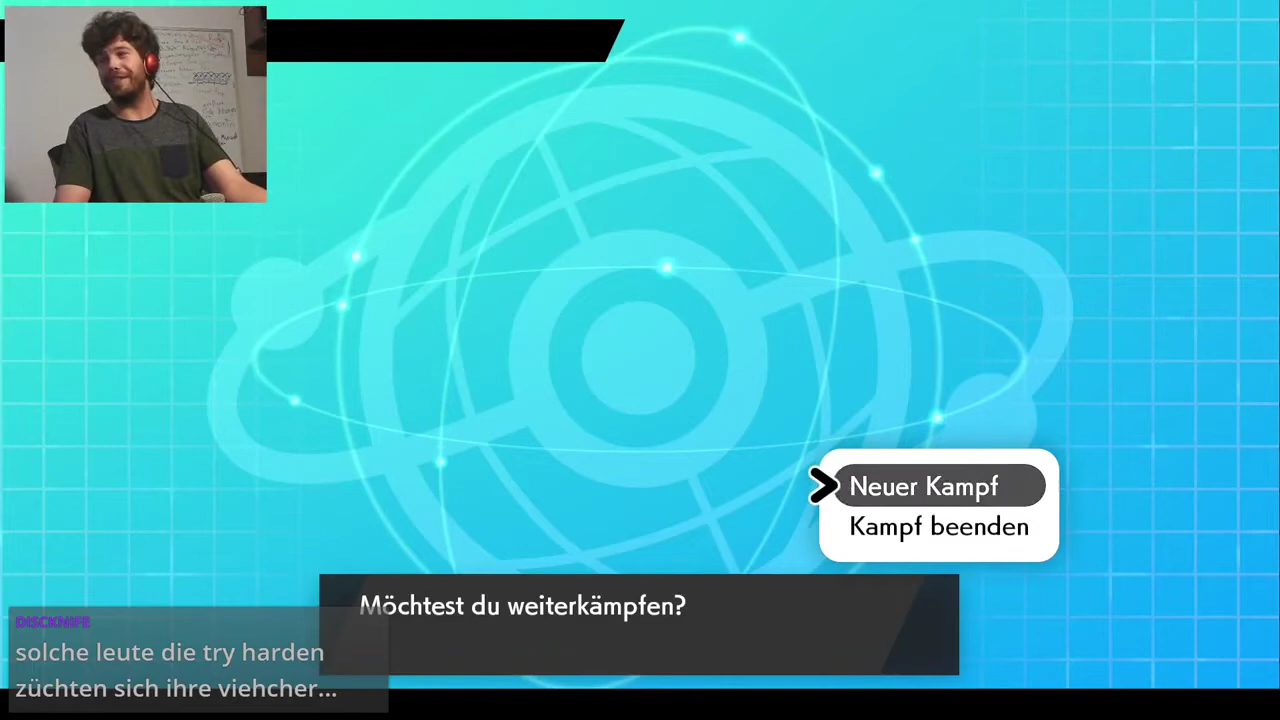 Neuer Kampf
Kampf beenden
Möchtest du weiterkämpfen?
DISCKNIFE
solche leute die try harden
züchten sich ihre viehcher...